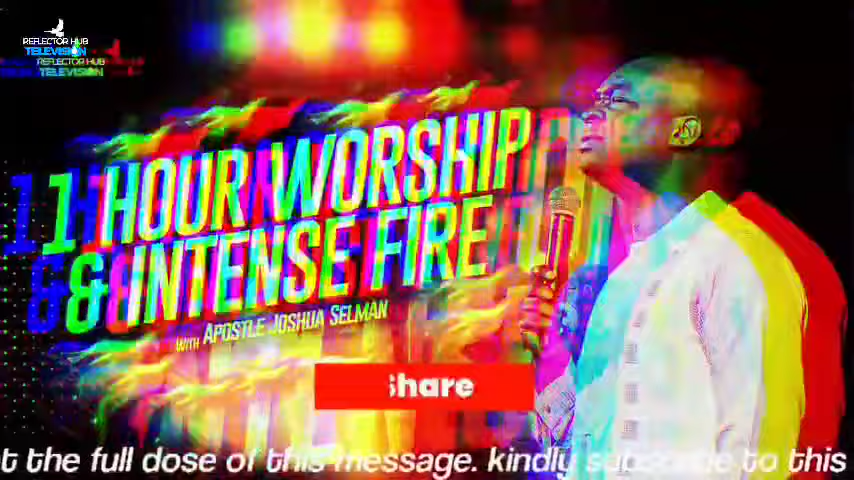 REFLECTOR HUB
TELEVISION
REFLECTOR HUB
TELEVISION
1 HOUR WORSHIP
& INTENSE FIRE
WITH APOSTLE JOSHUA SELMAN
Share
t the full dose of this message. kindly subscribe to this